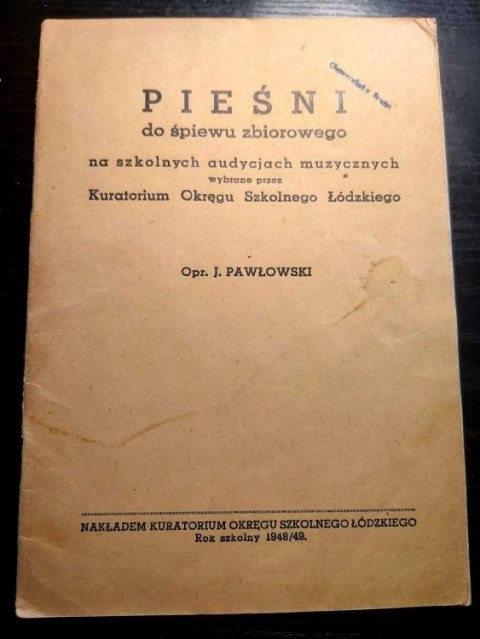 PIEŚNI
do śpiewu zbiorowego
na szkolnych audycjach muzycznych
wybrane przez
Kuratorium Okręgu Szkolnego Łódzkiego
Opr. J. PAWŁOWSKI
NAKŁADEM KURATORIUM OKRĘGU SZKOLNEGO ŁÓDZKIEGO
Rok szkolny 1948/49.